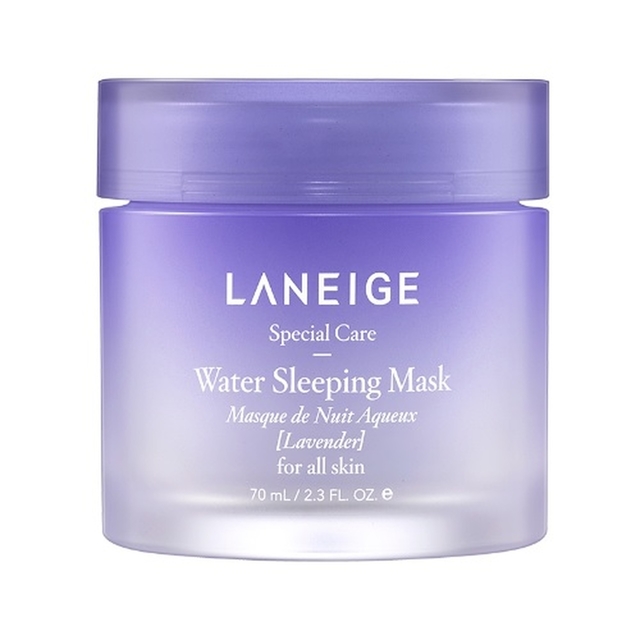 LANEIGE
Special Care
Water Sleeping Mask
Masque de Nuit Aqueux
[Lavender]
for all skin
70 mL / 2.3 FL. OZ. e